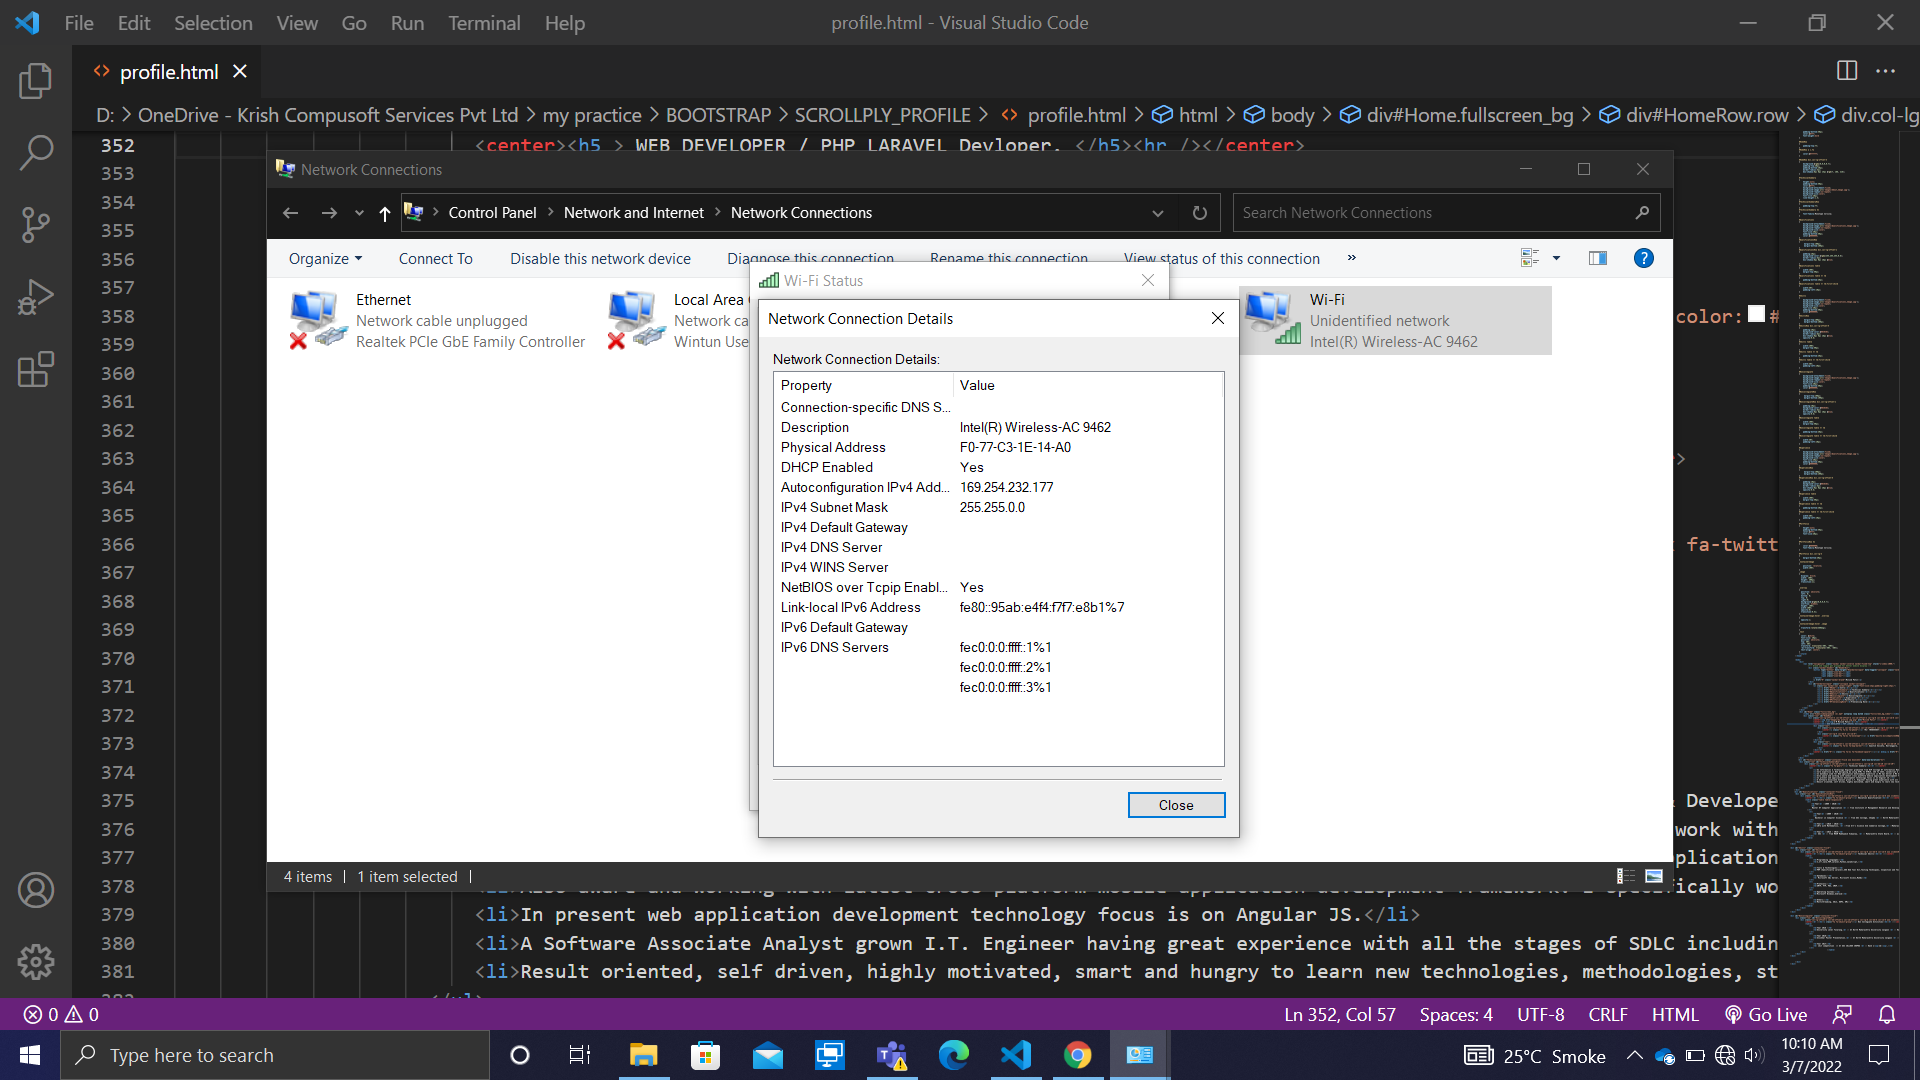 File Edit Selection View Go Run Terminal Help
profile.html - Visual Studio Code
profile.html
D: > OneDrive - Krish Compusoft Services Pvt Ltd > my practice > BOOTSTRAP > SCROLLPLY_PROFILE > profile.html > html > body > div#Home.fullscreen_bg > div#HomeRow.row > div.col-lg
352 <center><h5 > WEB DEVELOPER / PHP LARAVEL Devloper. </h5><hr /></center>
353
354
355
356
357
358
359
360
361
362
363
364
365
366
367
368
369
370
371
372
373
374
375
376
377
378
379 <li>In present web application development technology focus is on Angular JS.</li>
380 <li>A Software Associate Analyst grown I.T. Engineer having great experience with all the stages of SDLC includin
381 <li>Result oriented, self driven, highly motivated, smart and hungry to learn new technologies, methodologies, st
color: #
>
fa-twitt
Develope
work with
plication
ifically wo
Network Connections
Control Panel > Network and Internet > Network Connections
Search Network Connections
Organize
Connect To
Disable this network device
Diagnose this connection
Rename this connection
View status of this connection
»
Ethernet
Network cable unplugged
Realtek PCIe GbE Family Controller
Local Area
Network ca
Wintun Use
Wi-Fi
Unidentified network
Intel(R) Wireless-AC 9462
Wi-Fi Status
Network Connection Details
Network Connection Details:
Property Value
Connection-specific DNS S...
Description Intel(R) Wireless-AC 9462
Physical Address F0-77-C3-1E-14-A0
DHCP Enabled Yes
Autoconfiguration IPv4 Add... 169.254.232.177
IPv4 Subnet Mask 255.255.0.0
IPv4 Default Gateway
IPv4 DNS Server
IPv4 WINS Server
NetBIOS over Tcpip Enabl... Yes
Link-local IPv6 Address fe80::95ab:e4f4:f7f7:e8b1%7
IPv6 Default Gateway
IPv6 DNS Servers fec0:0:0:ffff::1%1
fec0:0:0:ffff::2%1
fec0:0:0:ffff::3%1
Close
4 items 1 item selected
0 0
Ln 352, Col 57 Spaces: 4 UTF-8 CRLF HTML Go Live
Type here to search
25°C Smoke
10:10 AM
3/7/2022